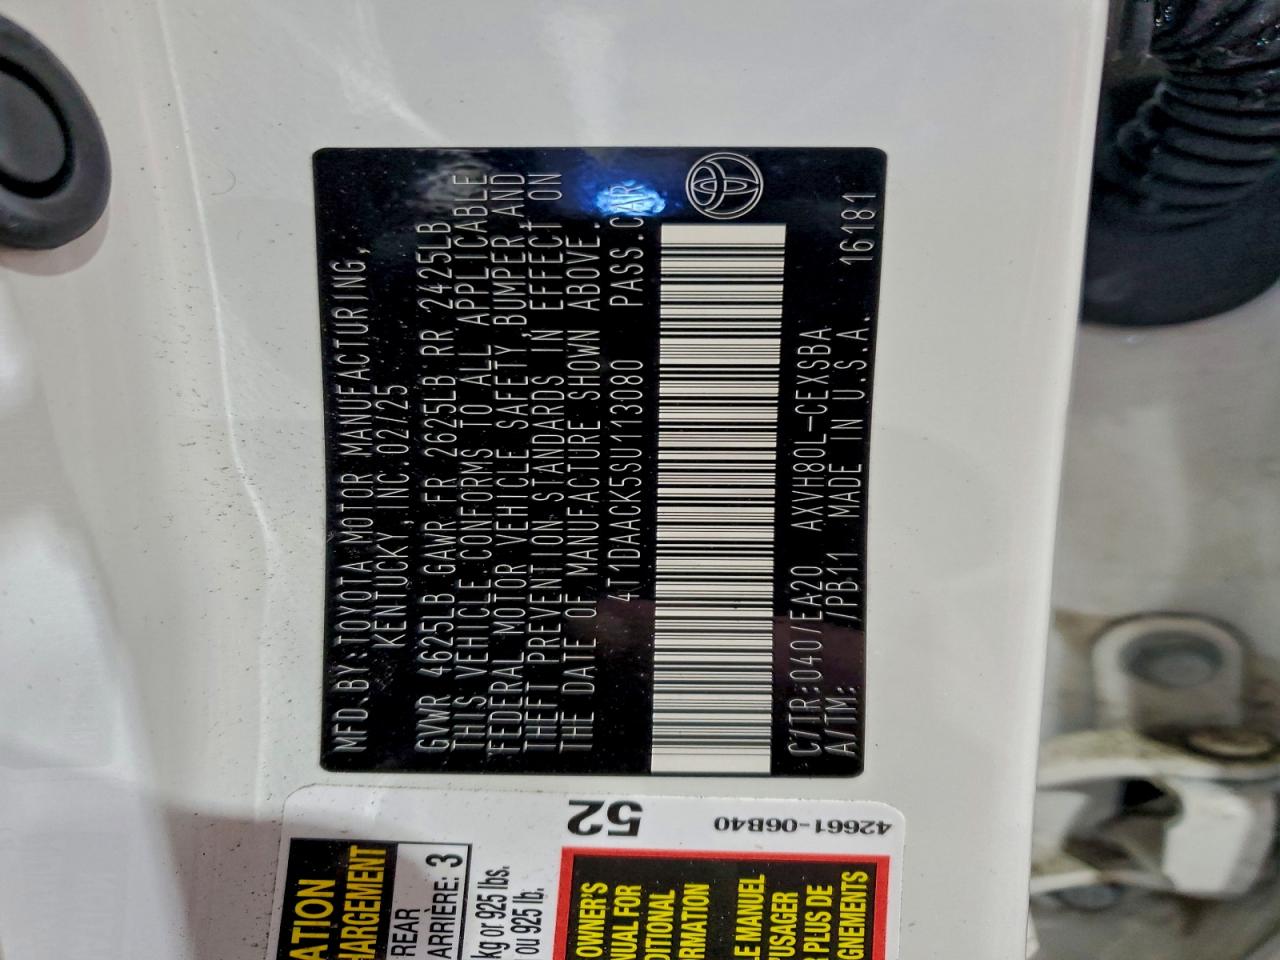 MFD.BY:TOYOTA MOTOR MANUFACTURING,
KENTUCKY,INC.02/25
GVWR 4625LB GAWR FR 2625LB RR 2425LB
THIS VEHICLE CONFORMS TO ALL APPLICABLE
FEDERAL MOTOR VEHICLE SAFETY,BUMPER,AND
THEFT PREVENTION STANDARDS IN EFFECT ON
THE DATE OF MANUFACTURE SHOWN ABOVE.
4T1DACK5SU113080 PASS.CAR
C/TR:040/EA20 AXVH80L-CEXSBA
A/TM: /PB11 MADE IN U.S.A. 16181
52
42661-06B40
ATION
HARGEMENT
REAR
ARRIÈRE: 3
kg or 925 lbs.
ou 925 lb.
OWNER'S
NUAL FOR
DITIONAL
RMATION
LE MANUEL
'USAGER
R PLUS DE
GNEMENTS